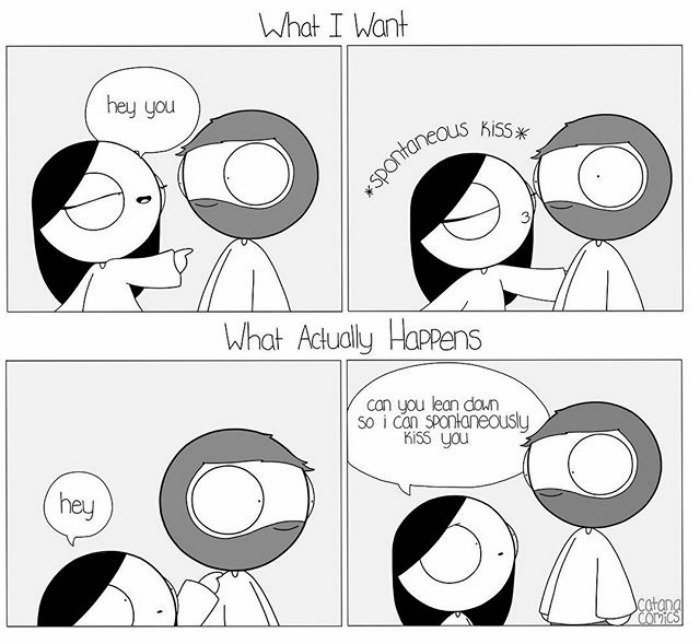 What I Want
hey you
*spontaneous kiss*
What Actually Happens
hey
can you lean down
so i can spontaneously
kiss you
catana
comics